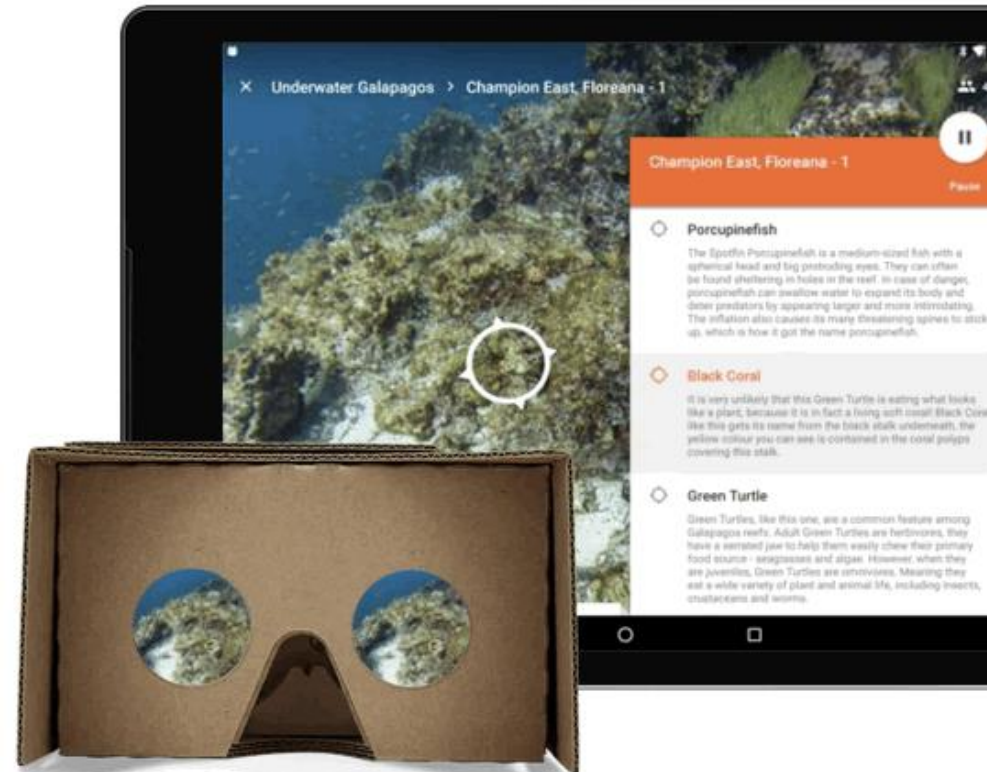 Underwater Galapagos > Champion East, Floreana - 1
Champion East, Floreana - 1
Pause
Porcupinefish
The Spotfin Porcupinefish is a medium-sized fish with a
spherical head and big protruding eyes. They can often
be found sheltering in holes in the reef. In case of danger,
porcupinefish can swallow water to expand its body and
deter predators by appearing larger and more intimidating.
The inflation also causes its many threatening spines to stick
up, which is how it got the name porcupinefish.
Black Coral
It is very unlikely that this Green Turtle is eating what looks
like a plant, because it is in fact a living soft coral! Black Cora
like this gets its name from the black stalk underneath, the
yellow colour you can see is contained in the coral polyps
covering this stalk.
Green Turtle
Green Turtles, like this one, are a common feature among
Galapagos reefs. Adult Green Turtles are herbivores, they
have a serrated jaw to help them easily chew their primary
food source - seagrasses and algae. However, when they
are juveniles, Green Turtles are omnivores. Meaning they
eat a wide variety of plant and animal life, including insects,
crustaceans and worms.